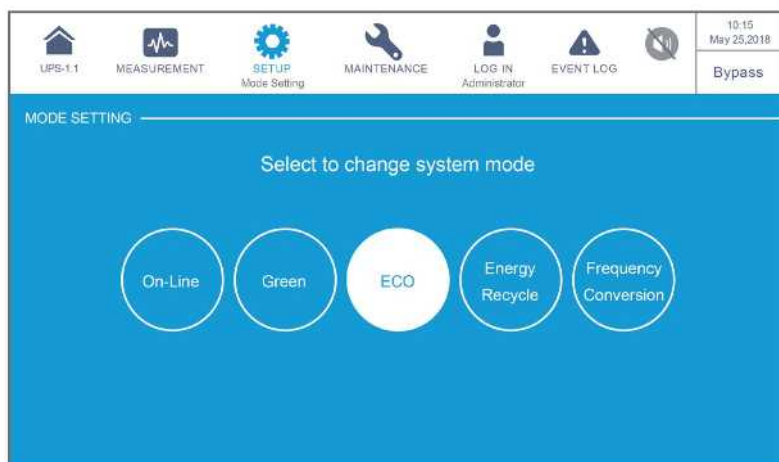 10:15
May 25,2018
UPS-1.1
MEASUREMENT
SETUP
Mode Setting
MAINTENANCE
LOG IN
Administrator
EVENT LOG
Bypass
MODE SETTING
Select to change system mode
On-Line
Green
ECO
Energy
Recycle
Frequency
Conversion